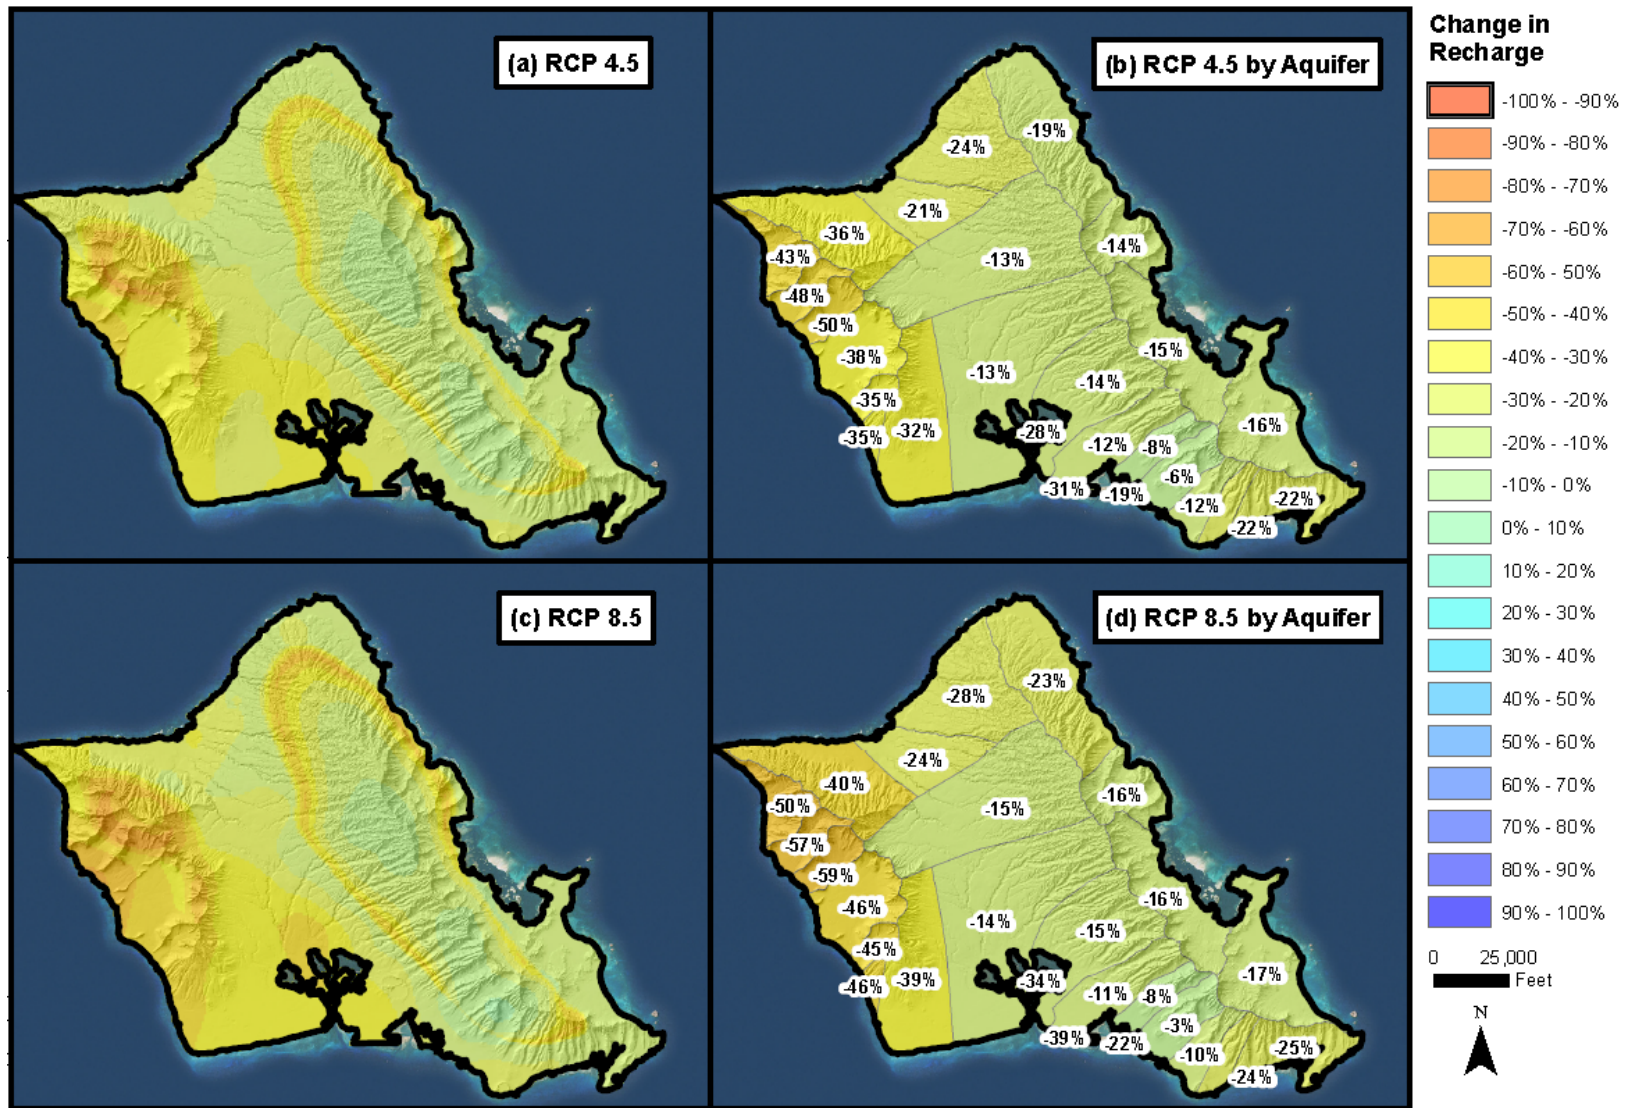 (a) RCP 4.5
(b) RCP 4.5 by Aquifer
-19%
-24%
-21%
-36%
-43%
-14%
-13%
-48%
-50%
-38%
-15%
-13%
-14%
-35%
-35%
-32%
-28%
-16%
-12%
-8%
-6%
-31%
-19%
-12%
-22%
-22%
(c) RCP 8.5
(d) RCP 8.5 by Aquifer
-23%
-28%
-24%
-40%
-50%
-16%
-15%
-57%
-59%
-46%
-16%
-14%
-15%
-45%
-46%
-39%
-34%
-17%
-11%
-8%
-3%
-39%
-22%
-10%
-25%
-24%
Change in
Recharge
-100% - -90%
-90% - -80%
-80% - -70%
-70% - -60%
-60% - 50%
-50% - -40%
-40% - -30%
-30% - -20%
-20% - -10%
-10% - 0%
0% - 10%
10% - 20%
20% - 30%
30% - 40%
40% - 50%
50% - 60%
60% - 70%
70% - 80%
80% - 90%
90% - 100%
0 25,000
Feet
N